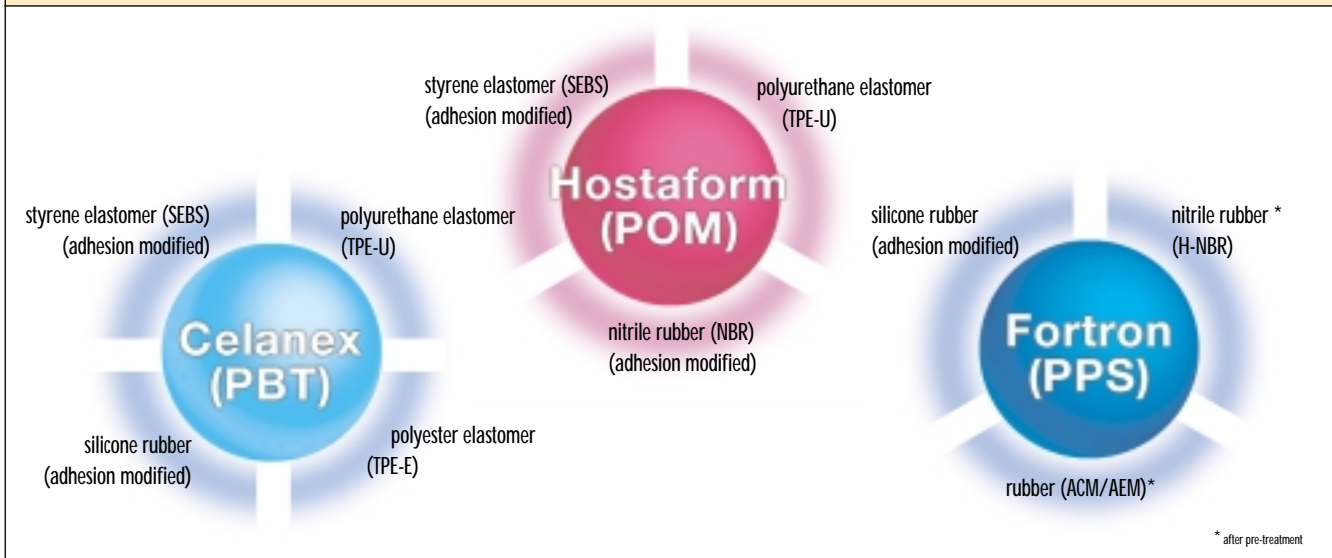 styrene elastomer (SEBS)
(adhesion modified)
polyurethane elastomer
(TPE-U)
Hostaform
(POM)
nitrile rubber (NBR)
(adhesion modified)
styrene elastomer (SEBS)
(adhesion modified)
polyurethane elastomer
(TPE-U)
Celanex
(PBT)
silicone rubber
(adhesion modified)
polyester elastomer
(TPE-E)
silicone rubber
(adhesion modified)
nitrile rubber *
(H-NBR)
Fortron
(PPS)
rubber (ACM/AEM)*
* after pre-treatment